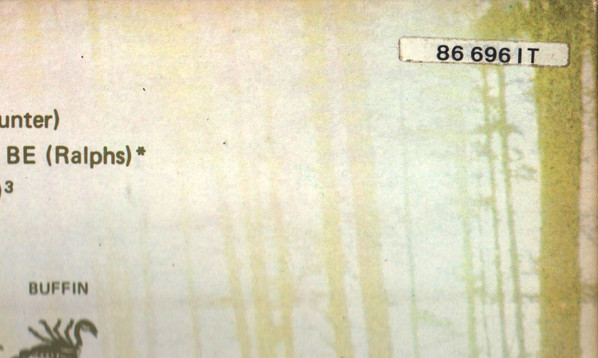 86 696 IT
unter)
BE (Ralphs)*
)³
BUFFIN